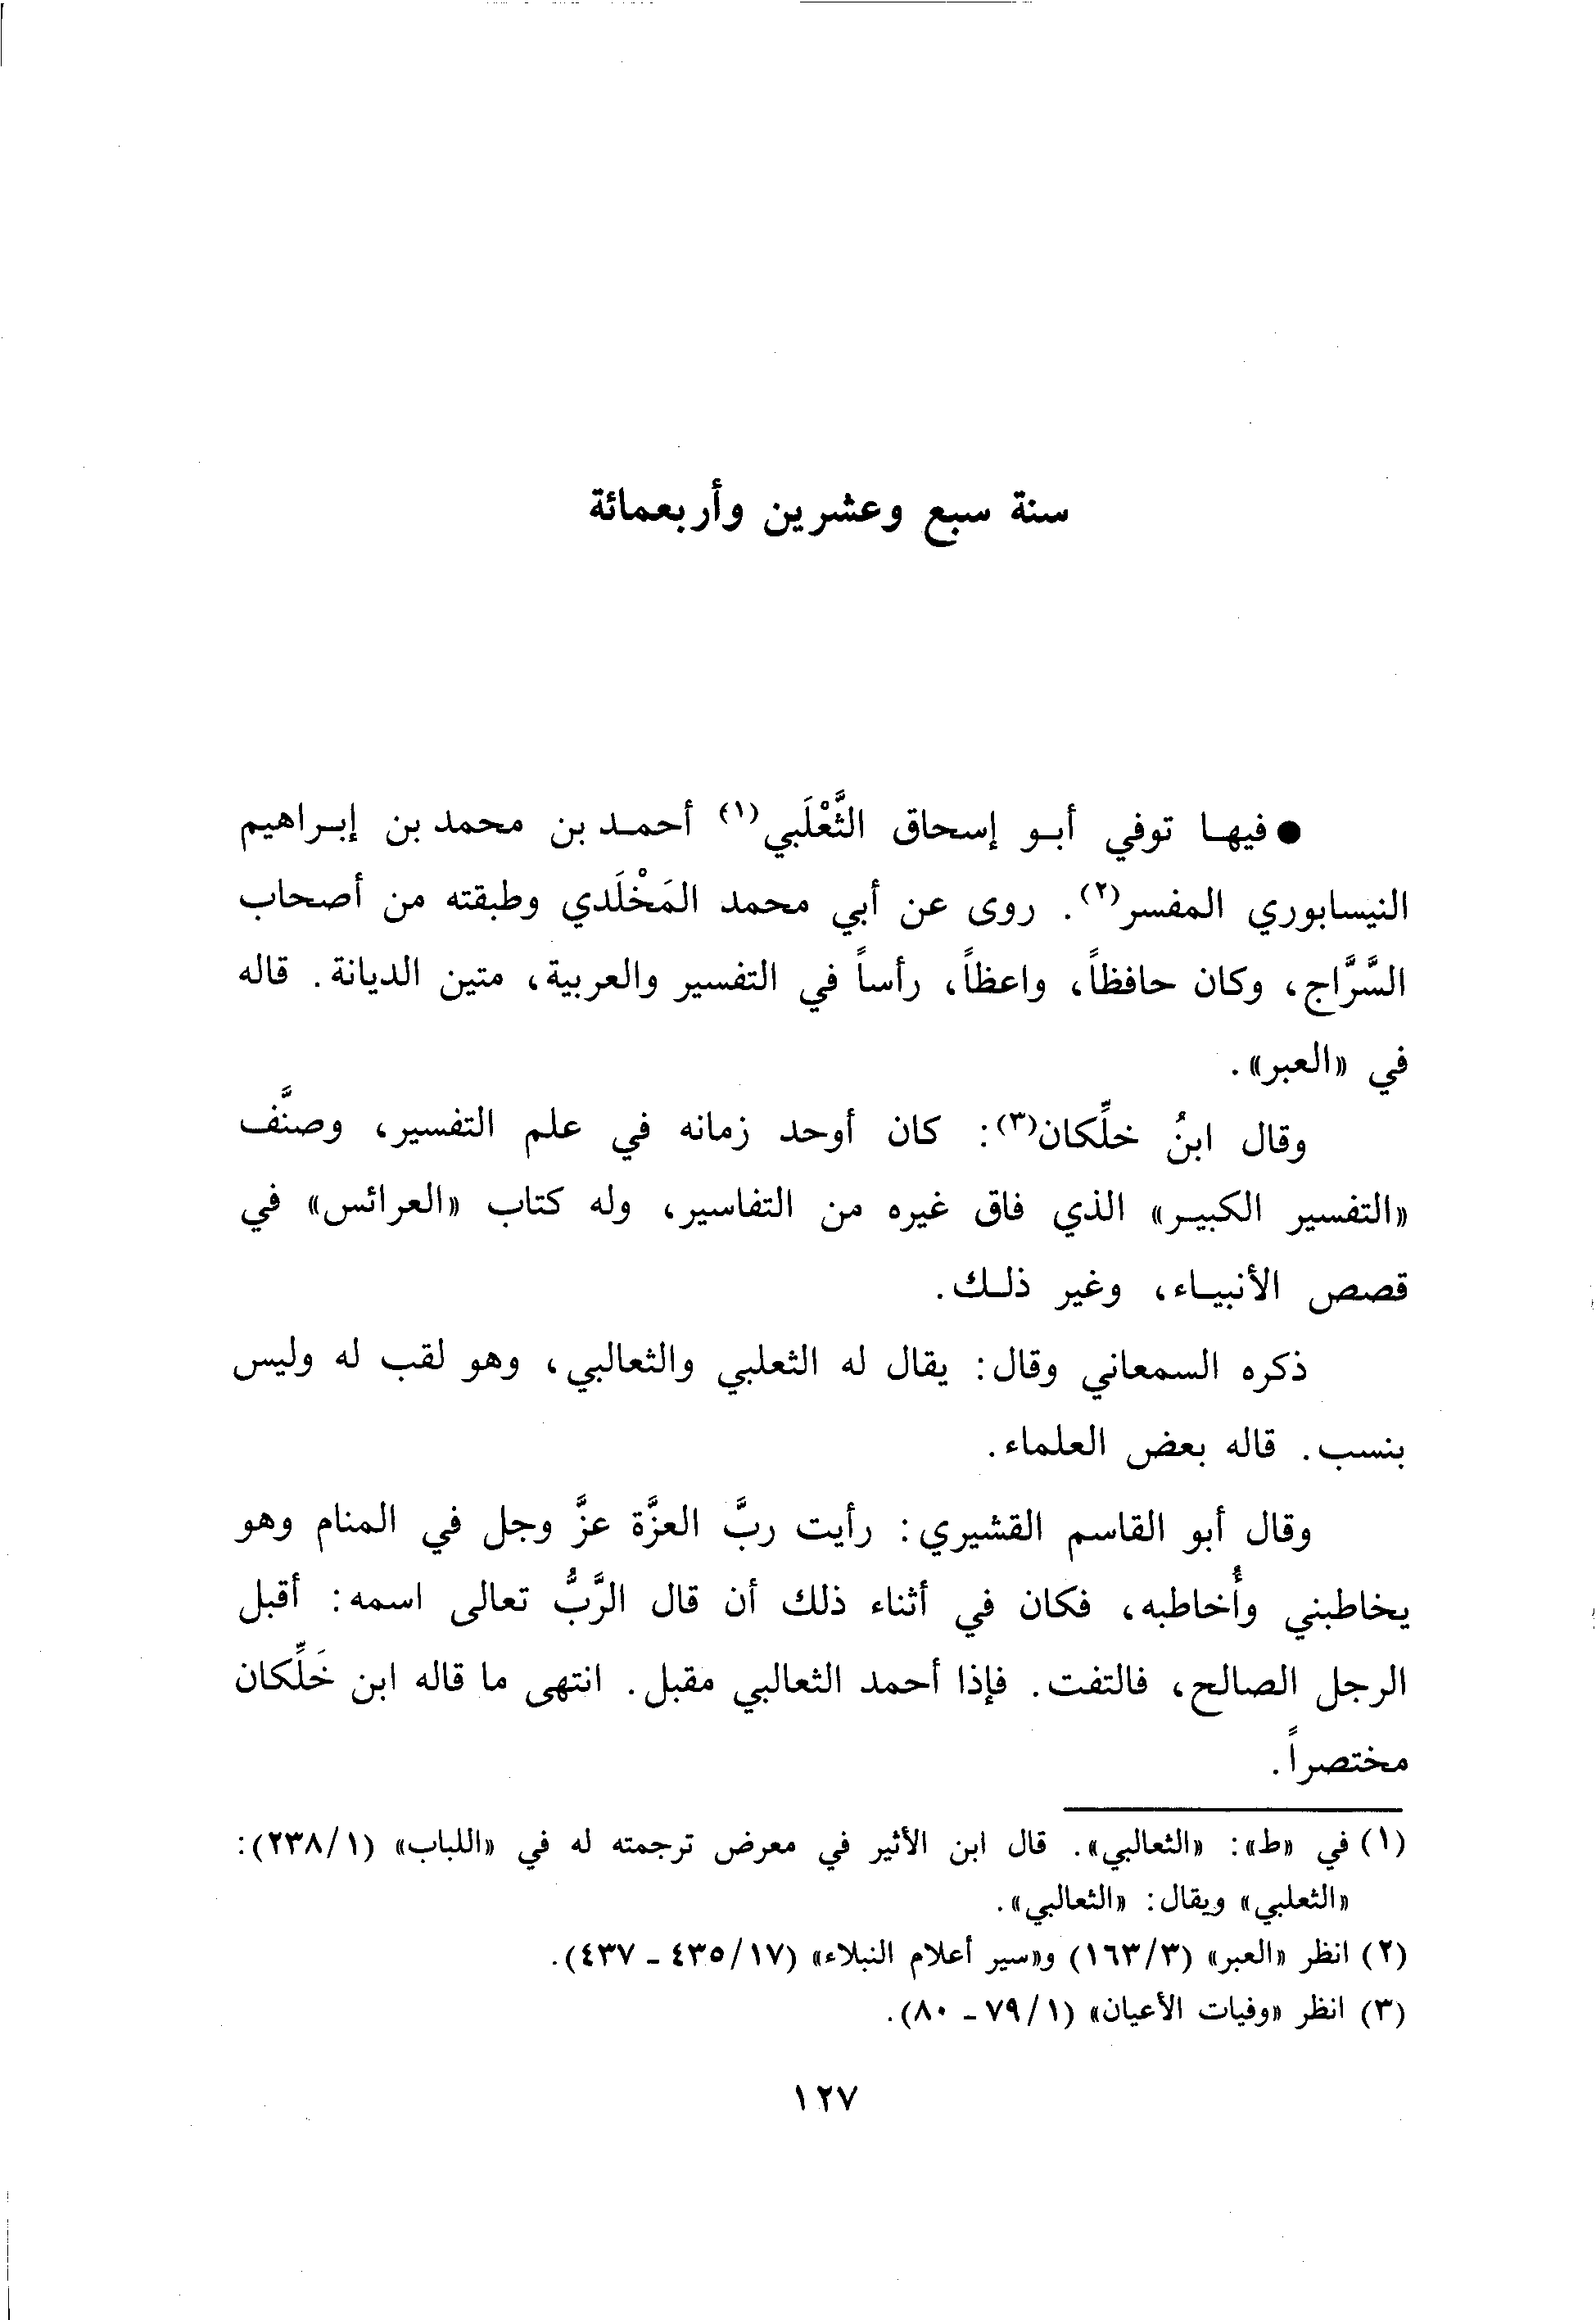 سنة سبع وعشرين وأربعمائة
● فيها توفي أبو إسحاق الثَّعْلَبي(١) أحمد بن محمد بن إبراهيم
النيسابوري المفسر(٢). روى عن أبي محمد المَخْلَدي وطبقته من أصحاب
السَّرَّاج، وكان حافظاً، واعظاً، رأساً في التفسير والعربية، متين الديانة. قاله
في «العبر».
وقال ابنُ خلِّكان(٣): كان أوحد زمانه في علم التفسير، وصنَّف
«التفسير الكبير» الذي فاق غيره من التفاسير، وله كتاب «العرائس» في
قصص الأنبياء، وغير ذلك.
ذكره السمعاني وقال: يقال له الثعلبي والثعالبي، وهو لقب له وليس
بنسب. قاله بعض العلماء.
وقال أبو القاسم القشيري: رأيت ربَّ العزَّة عزَّ وجل في المنام وهو
يخاطبني وأُخاطبه، فكان في أثناء ذلك أن قال الرَّبُّ تعالى اسمه: أقبل
الرجل الصالح، فالتفت. فإذا أحمد الثعالبي مقبل. انتهى ما قاله ابن خَلِّكان
مختصراً.
(١) في «ط»: «الثعالبي». قال ابن الأثير في معرض ترجمته له في «اللباب» (٢٣٨/١):
«الثعلبي» ويقال: «الثعالبي».
(٢) انظر «العبر» (١٦٣/٣) و«سير أعلام النبلاء» (٤٣٥/١٧ - ٤٣٧).
(٣) انظر «وفيات الأعيان» (٧٩/١ - ٨٠).
١٢٧